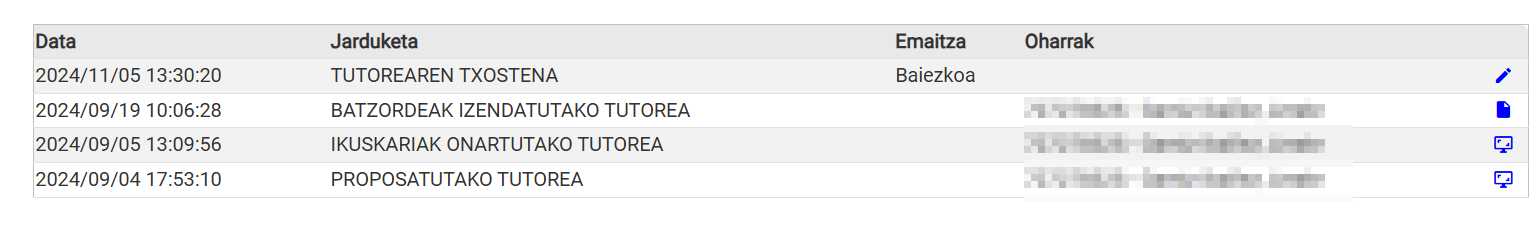 Data Jarduketa Emaitza Oharrak
2024/11/05 13:30:20 TUTOREAREN TXOSTENA Baiezkoa
2024/09/19 10:06:28 BATZORDEAK IZENDATUTAKO TUTOREA
2024/09/05 13:09:56 IKUSKARIAK ONARTUTAKO TUTOREA
2024/09/04 17:53:10 PROPOSATUTAKO TUTOREA